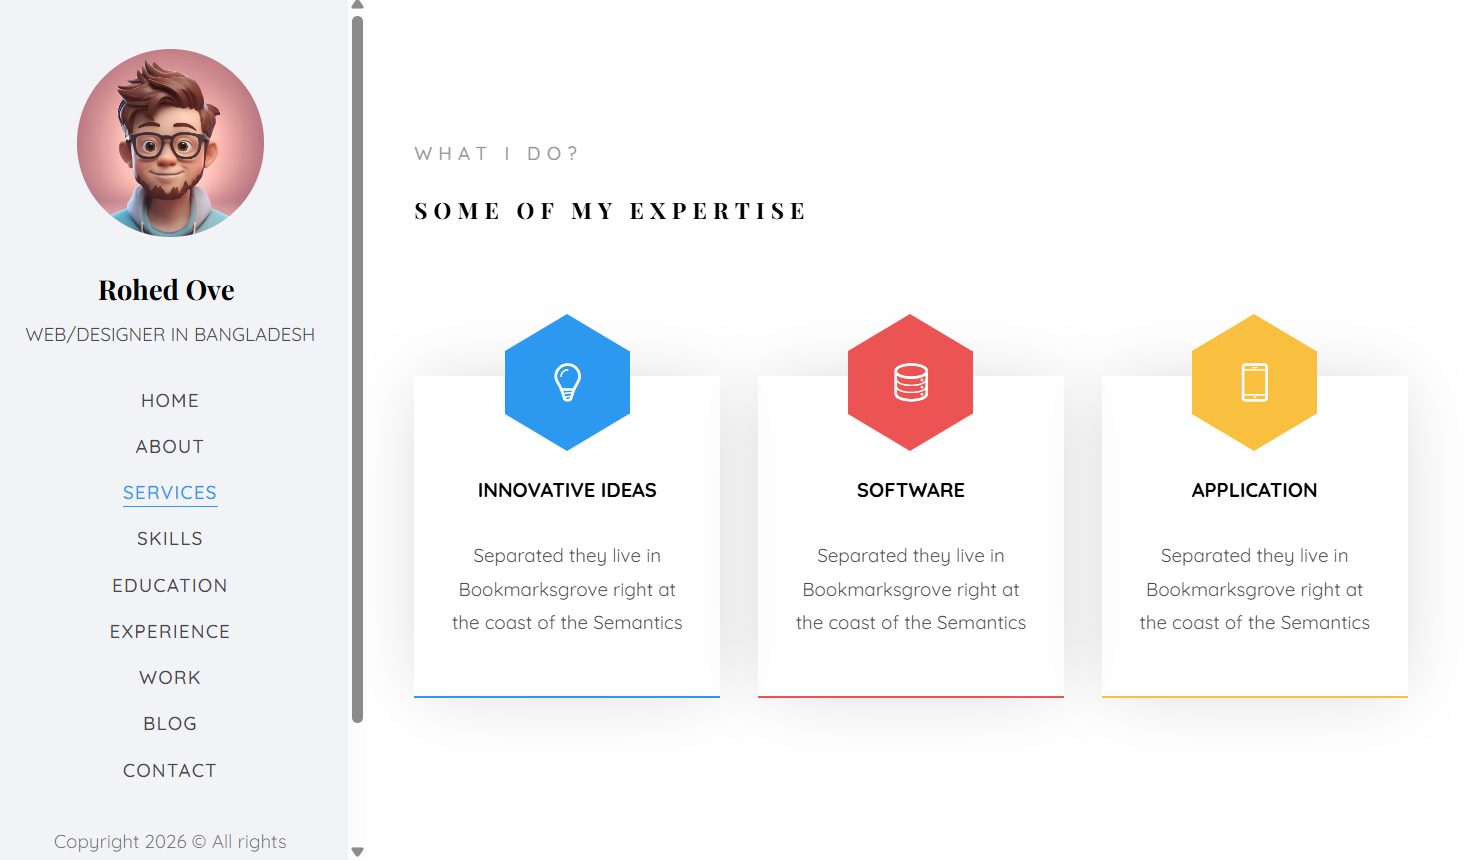 Rohed Ove
WEB/DESIGNER IN BANGLADESH
HOME
ABOUT
SERVICES
SKILLS
EDUCATION
EXPERIENCE
WORK
BLOG
CONTACT
Copyright 2026 © All rights
WHAT I DO?
SOME OF MY EXPERTISE
INNOVATIVE IDEAS
Separated they live in
Bookmarksgrove right at
the coast of the Semantics
SOFTWARE
Separated they live in
Bookmarksgrove right at
the coast of the Semantics
APPLICATION
Separated they live in
Bookmarksgrove right at
the coast of the Semantics